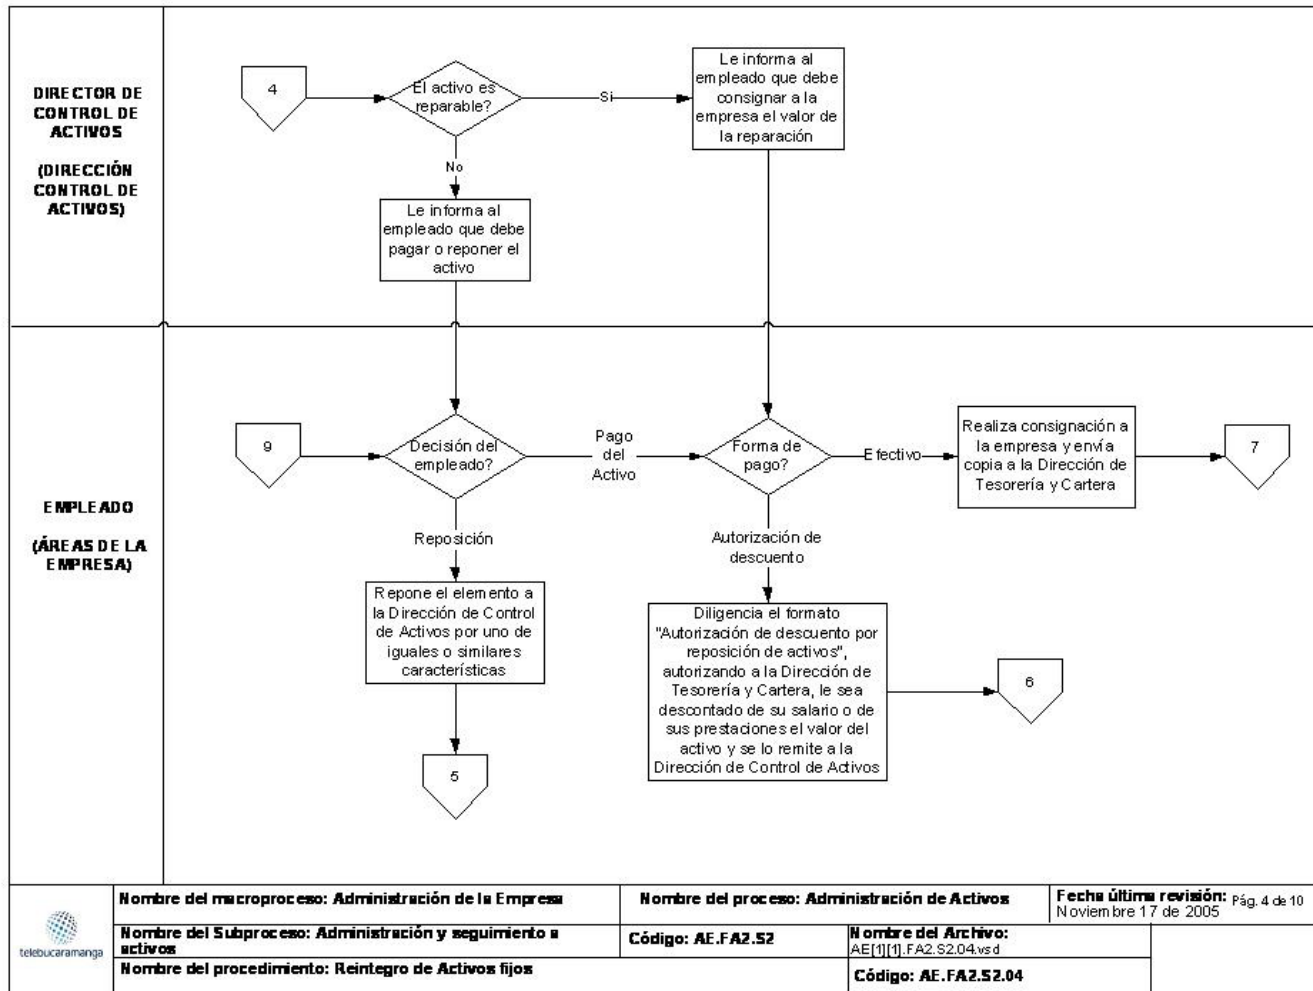 DIRECTOR DE
CONTROL DE
ACTIVOS
(DIRECCIÓN
CONTROL DE
ACTIVOS)
4
El activo es
reparable?
Si
Le informa al
empleado que debe
consignar a la
empresa el valor de
la reparación
No
Le informa al
empleado que debe
pagar o reponer el
activo
EMPLEADO
(ÁREAS DE LA
EMPRESA)
9
Decisión del
empleado?
Pago
del
Activo
Forma de
pago?
Efectivo
Realiza consignación a
la empresa y envía
copia a la Dirección de
Tesorería y Cartera
7
Reposición
Autorización de
descuento
Repone el elemento a
la Dirección de Control
de Activos por uno de
iguales o similares
características
Diligencia el formato
"Autorización de descuento por
reposición de activos",
autorizando a la Dirección de
Tesorería y Cartera, le sea
descontado de su salario o de
sus prestaciones el valor del
activo y se lo remite a la
Dirección de Control de Activos
6
5
telebucaramanga
Nombre del macroproceso: Administración de la Empresa
Nombre del proceso: Administración de Activos
Fecha última revisión: Pág. 4 de 10
Noviembre 17 de 2005
Nombre del Subproceso: Administración y seguimiento a
activos
Código: AE.FA2.S2
Nombre del Archivo:
AE[1][1].FA2.S2.04.vsd
Nombre del procedimiento: Reintegro de Activos fijos
Código: AE.FA2.S2.04